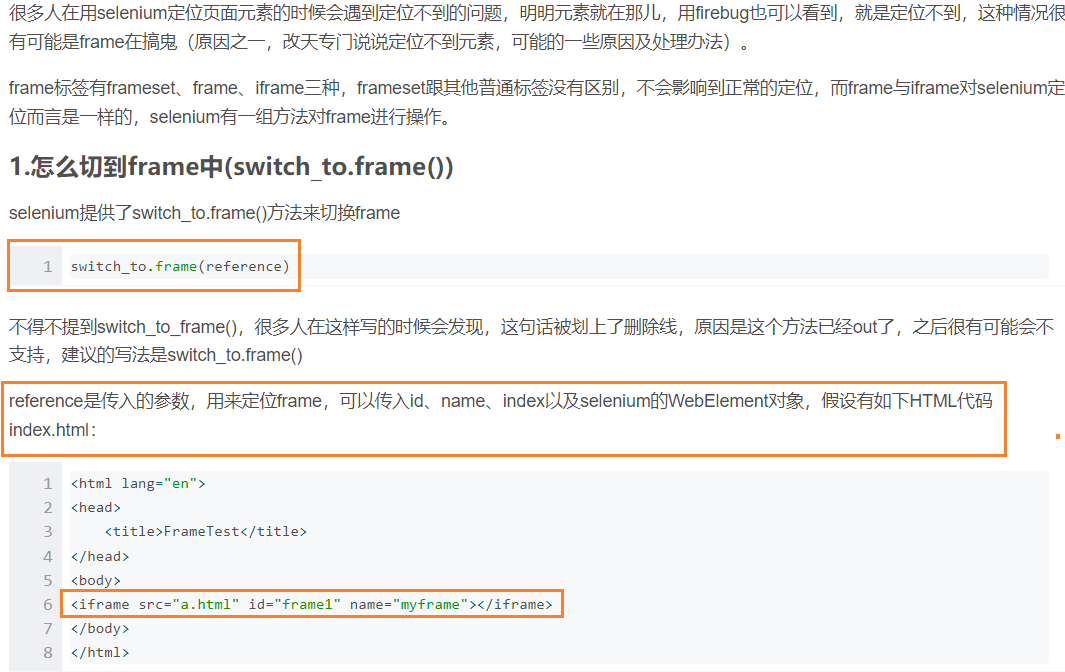 很多人在用selenium定位页面元素的时候会遇到定位不到的问题，明明元素就在那儿，用firebug也可以看到，就是定位不到，这种情况很
有可能是frame在搞鬼（原因之一，改天专门说说定位不到元素，可能的一些原因及处理办法）。
frame标签有frameset、frame、iframe三种，frameset跟其他普通标签没有区别，不会影响到正常的定位，而frame与iframe对selenium定
位而言是一样的，selenium有一组方法对frame进行操作。
1.怎么切到frame中(switch_to.frame())
selenium提供了switch_to.frame()方法来切换frame
1 switch_to.frame(reference)
不得不提到switch_to_frame()，很多人在这样写的时候会发现，这句话被划上了删除线，原因是这个方法已经out了，之后很有可能会不
支持，建议的写法是switch_to.frame()
reference是传入的参数，用来定位frame，可以传入id、name、index以及selenium的WebElement对象，假设有如下HTML代码
index.html：
1 <html lang="en">
2 <head>
3     <title>FrameTest</title>
4 </head>
5 <body>
6 <iframe src="a.html" id="frame1" name="myframe"></iframe>
7 </body>
8 </html>